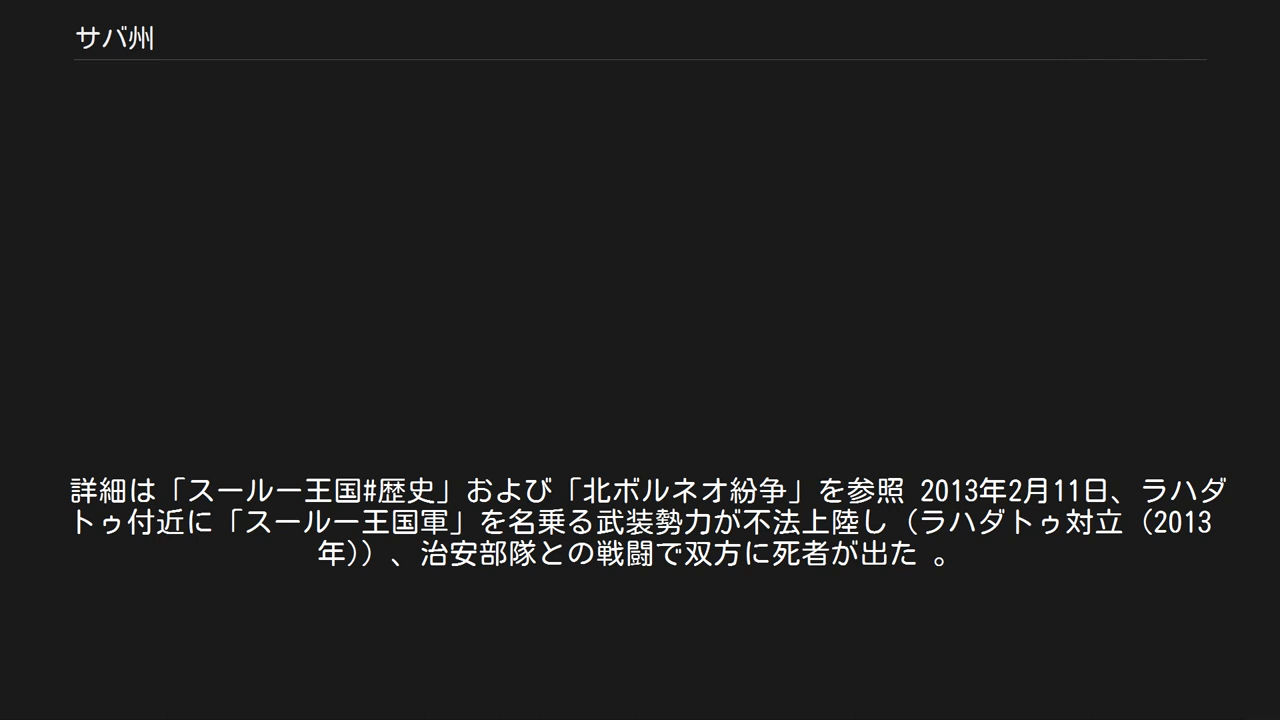 サバ州
詳細は「スールー王国#歴史」および「北ボルネオ紛争」を参照 2013年2月11日、ラハダ
トゥ付近に「スールー王国軍」を名乗る武装勢力が不法上陸し（ラハダトゥ対立（2013
年)）、治安部隊との戦闘で双方に死者が出た 。